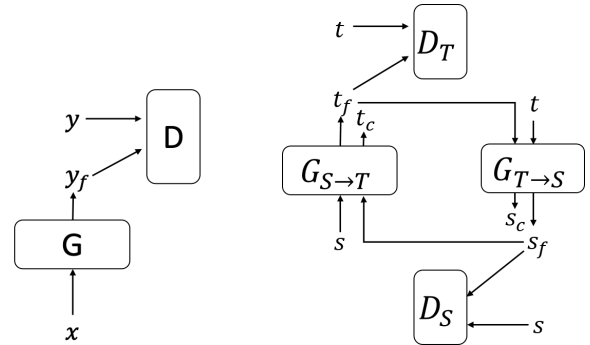 y
D
y_f
G
x
t
D_T
t_f
t_c
t
G_{S→T}
G_{T→S}
s
s_c
s_f
D_S
s